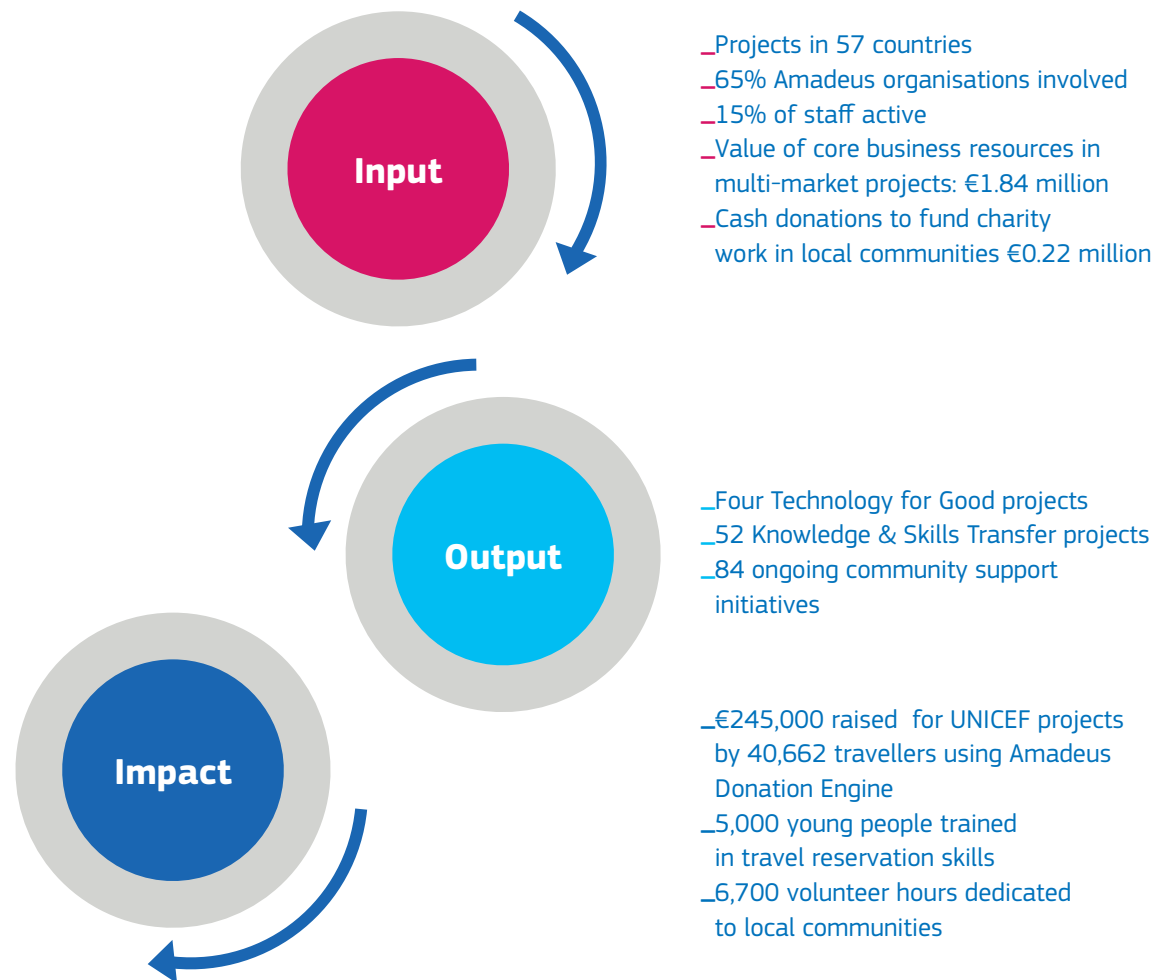 Input
_Projects in 57 countries
_65% Amadeus organisations involved
_15% of staff active
_Value of core business resources in
multi-market projects: €1.84 million
_Cash donations to fund charity
work in local communities €0.22 million
Output
_Four Technology for Good projects
_52 Knowledge & Skills Transfer projects
_84 ongoing community support
initiatives
Impact
_€245,000 raised for UNICEF projects
by 40,662 travellers using Amadeus
Donation Engine
_5,000 young people trained
in travel reservation skills
_6,700 volunteer hours dedicated
to local communities